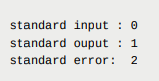 standard input : 0
standard ouput : 1
standard error:  2